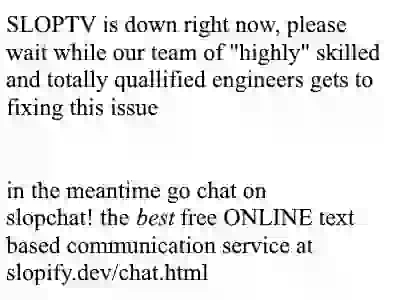 SLOPTV is down right now, please
wait while our team of "highly" skilled
and totally quallified engineers gets to
fixing this issue
in the meantime go chat on
slopchat! the best free ONLINE text
based communication service at
slopify.dev/chat.html